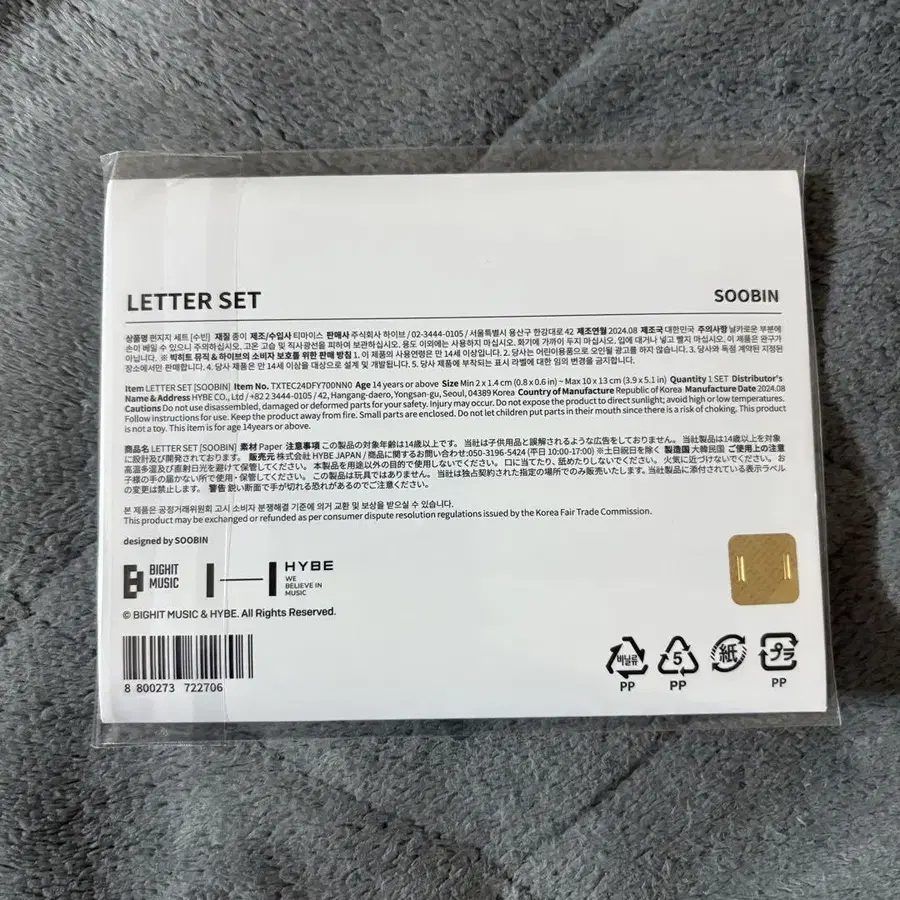 LETTER SET
SOOBIN
상품명 편지지 세트 [수빈] 재질 종이 제조/수입사 티마이스 판매사 주식회사 하이브 / 02-3444-0105 / 서울특별시 용산구 한강대로 42 제조연월 2024.08 제조국 대한민국 주의사항 날카로운 부분에
손이 베일 수 있으니 주의하십시오. 고온 고습 및 직사광선을 피하여 보관하십시오. 용도 이외에는 사용하지 마십시오. 화기에 가까이 두지 마십시오. 입에 대거나 넣고 빨지 마십시오. 이 제품은 완구가
아닙니다. ※ 빅히트 뮤직 & 하이브의 소비자 보호를 위한 판매 방침 1. 이 제품의 사용연령은 만 14세 이상입니다. 2. 당사는 어린이용품으로 오인될 광고를 하지 않습니다. 3. 당사와 독점 계약된 지정된
장소에서만 판매합니다. 4. 당사 제품은 만 14세 이상을 대상으로 설계 및 개발됩니다. 5. 당사 제품에 부착되는 표시 라벨에 대한 임의 변경을 금지합니다.
Item LETTER SET [SOOBIN] Item No. TXTEC24DFY700NN0 Age 14 years or above Size Min 2 x 1.4 cm (0.8 x 0.6 in) ~ Max 10 x 13 cm (3.9 x 5.1 in) Quantity 1 SET Distributor's
Name & Address HYBE CO., Ltd / +82 2 3444-0105 / 42, Hangang-daero, Yongsan-gu, Seoul, 04389 Korea Country of Manufacture Republic of Korea Manufacture Date 2024.08
Cautions Do not use disassembled, damaged or deformed parts for your safety. Injury may occur. Do not expose the product to direct sunlight; avoid high or low temperatures.
Follow instructions for use. Keep the product away from fire. Small parts are enclosed. Do not let children put parts in their mouth since there is a risk of choking. This product
is not a toy. This item is for age 14years or above.
商品名 LETTER SET [SOOBIN] 素材 Paper 注意事項 この製品の対象年齢は14歳以上です。 当社は子供用品と誤解されるような広告をしておりません。 当社製品は14歳以上を対象
に設計及び開発されております。 販売元 株式会社 HYBE JAPAN / 商品に関するお問い合わせ:050-3196-5424 (平日 10:00-17:00) ※土日祝日を除く 製造国 大韓民国 ご使用上の注意
高温多湿及び直射日光を避けて保管してください。 本製品を用途以外の目的で使用しないでください。 口に当てたり、舐めたりしないでください。 火気に近づけないでください。 お
子様の手の届かない所で使用・保管してください。 この製品は玩具ではありません。 当社は独占契約された指定の場所でのみ販売いたします。当社製品に添付されている表示ラベル
の変更は禁止します。 警告 鋭い断面で手が切れる恐れがあるのでご注意ください。
본 제품은 공정거래위원회 고시 소비자 분쟁해결 기준에 의거 교환 및 보상을 받으실 수 있습니다.
This product may be exchanged or refunded as per consumer dispute resolution regulations issued by the Korea Fair Trade Commission.
designed by SOOBIN
BIGHIT
MUSIC
HYBE
WE
BELIEVE IN
MUSIC
© BIGHIT MUSIC & HYBE. All Rights Reserved.
8 800273 722706
비닐류
PP
5
PP
紙
プラ
PP